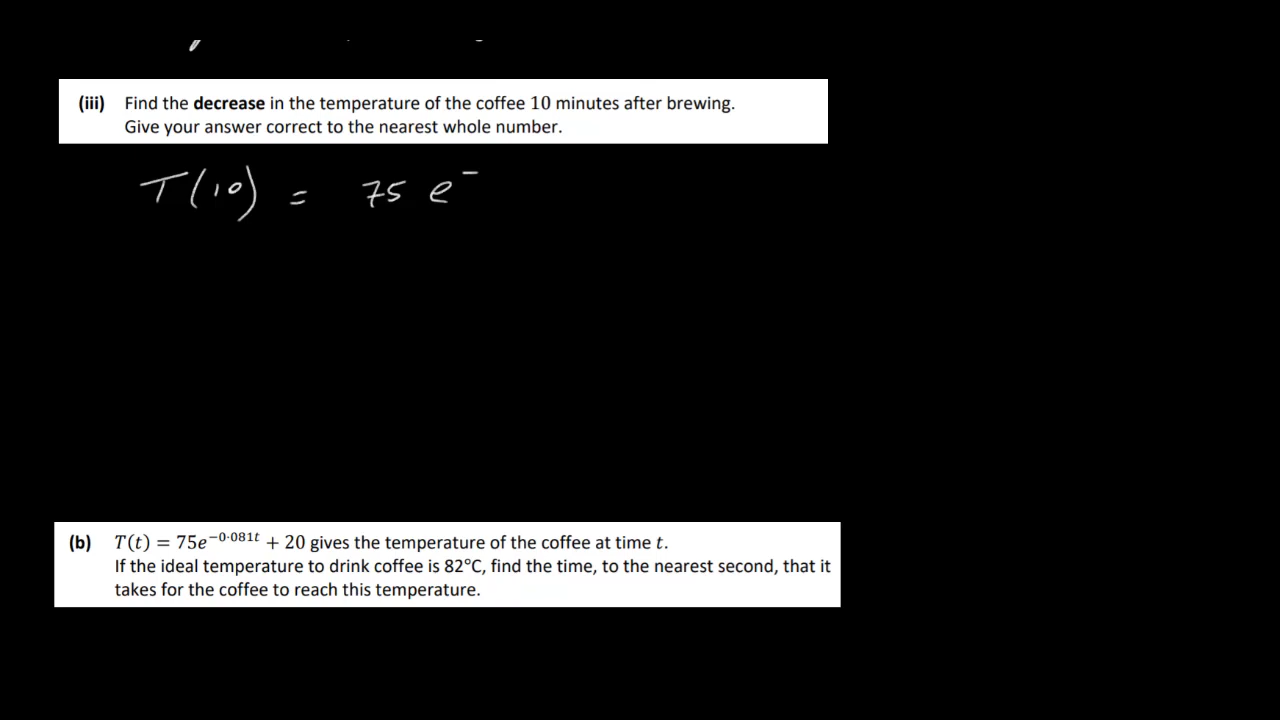 (iii) Find the decrease in the temperature of the coffee 10 minutes after brewing.
Give your answer correct to the nearest whole number.
T(10) = 75 e⁻
(b) T(t) = 75e⁻⁰·⁰⁸¹ᵗ + 20 gives the temperature of the coffee at time t.
If the ideal temperature to drink coffee is 82°C, find the time, to the nearest second, that it
takes for the coffee to reach this temperature.